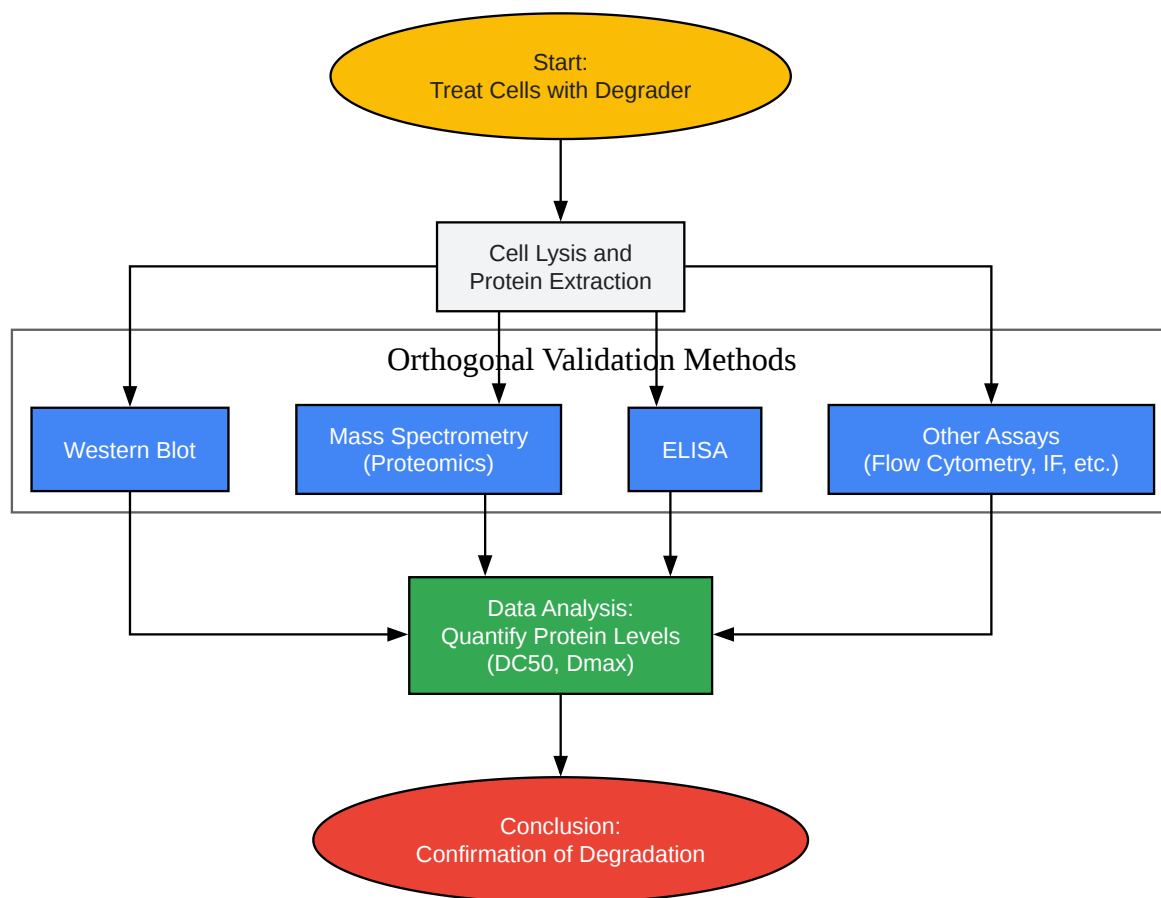 Start:
Treat Cells with Degrader
Cell Lysis and
Protein Extraction
Orthogonal Validation Methods
Western Blot
Mass Spectrometry
(Proteomics)
ELISA
Other Assays
(Flow Cytometry, IF, etc.)
Data Analysis:
Quantify Protein Levels
(DC50, Dmax)
Conclusion:
Confirmation of Degradation